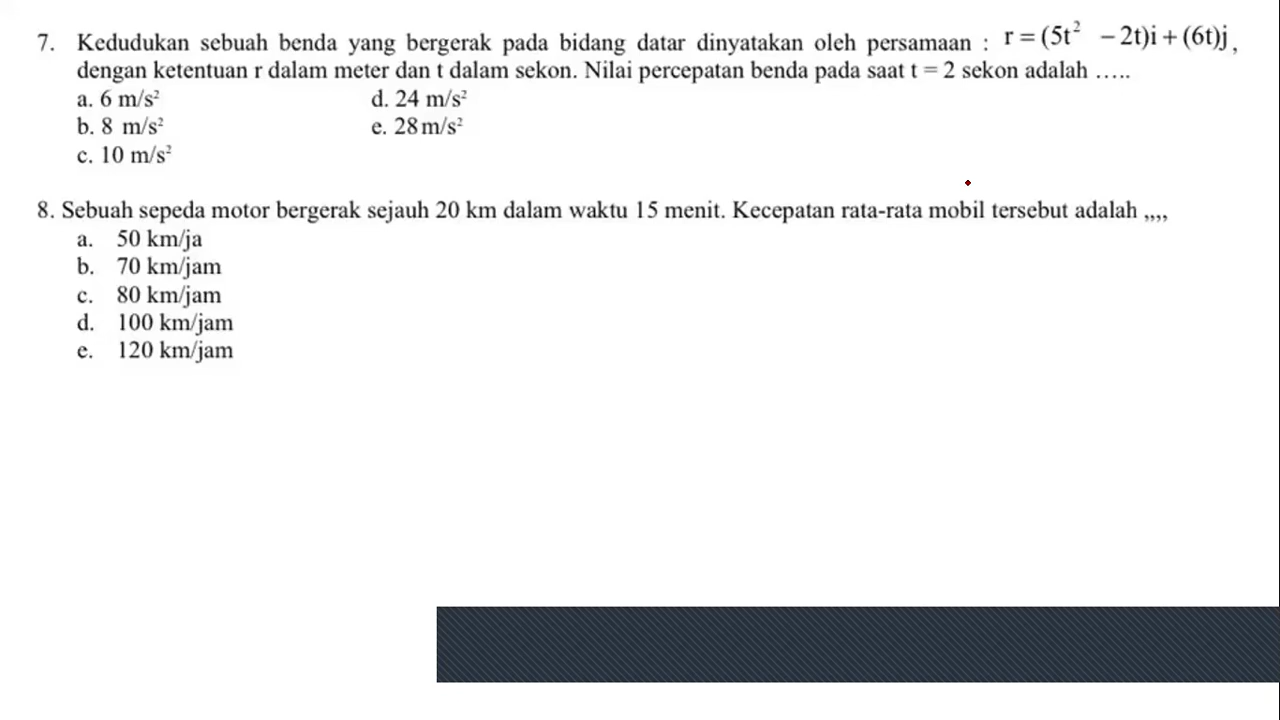 7. Kedudukan sebuah benda yang bergerak pada bidang datar dinyatakan oleh persamaan : r = (5t² – 2t)i + (6t)j,
dengan ketentuan r dalam meter dan t dalam sekon. Nilai percepatan benda pada saat t = 2 sekon adalah …..
a. 6 m/s² d. 24 m/s²
b. 8 m/s² e. 28 m/s²
c. 10 m/s²
8. Sebuah sepeda motor bergerak sejauh 20 km dalam waktu 15 menit. Kecepatan rata-rata mobil tersebut adalah ,,,,
a. 50 km/ja
b. 70 km/jam
c. 80 km/jam
d. 100 km/jam
e. 120 km/jam